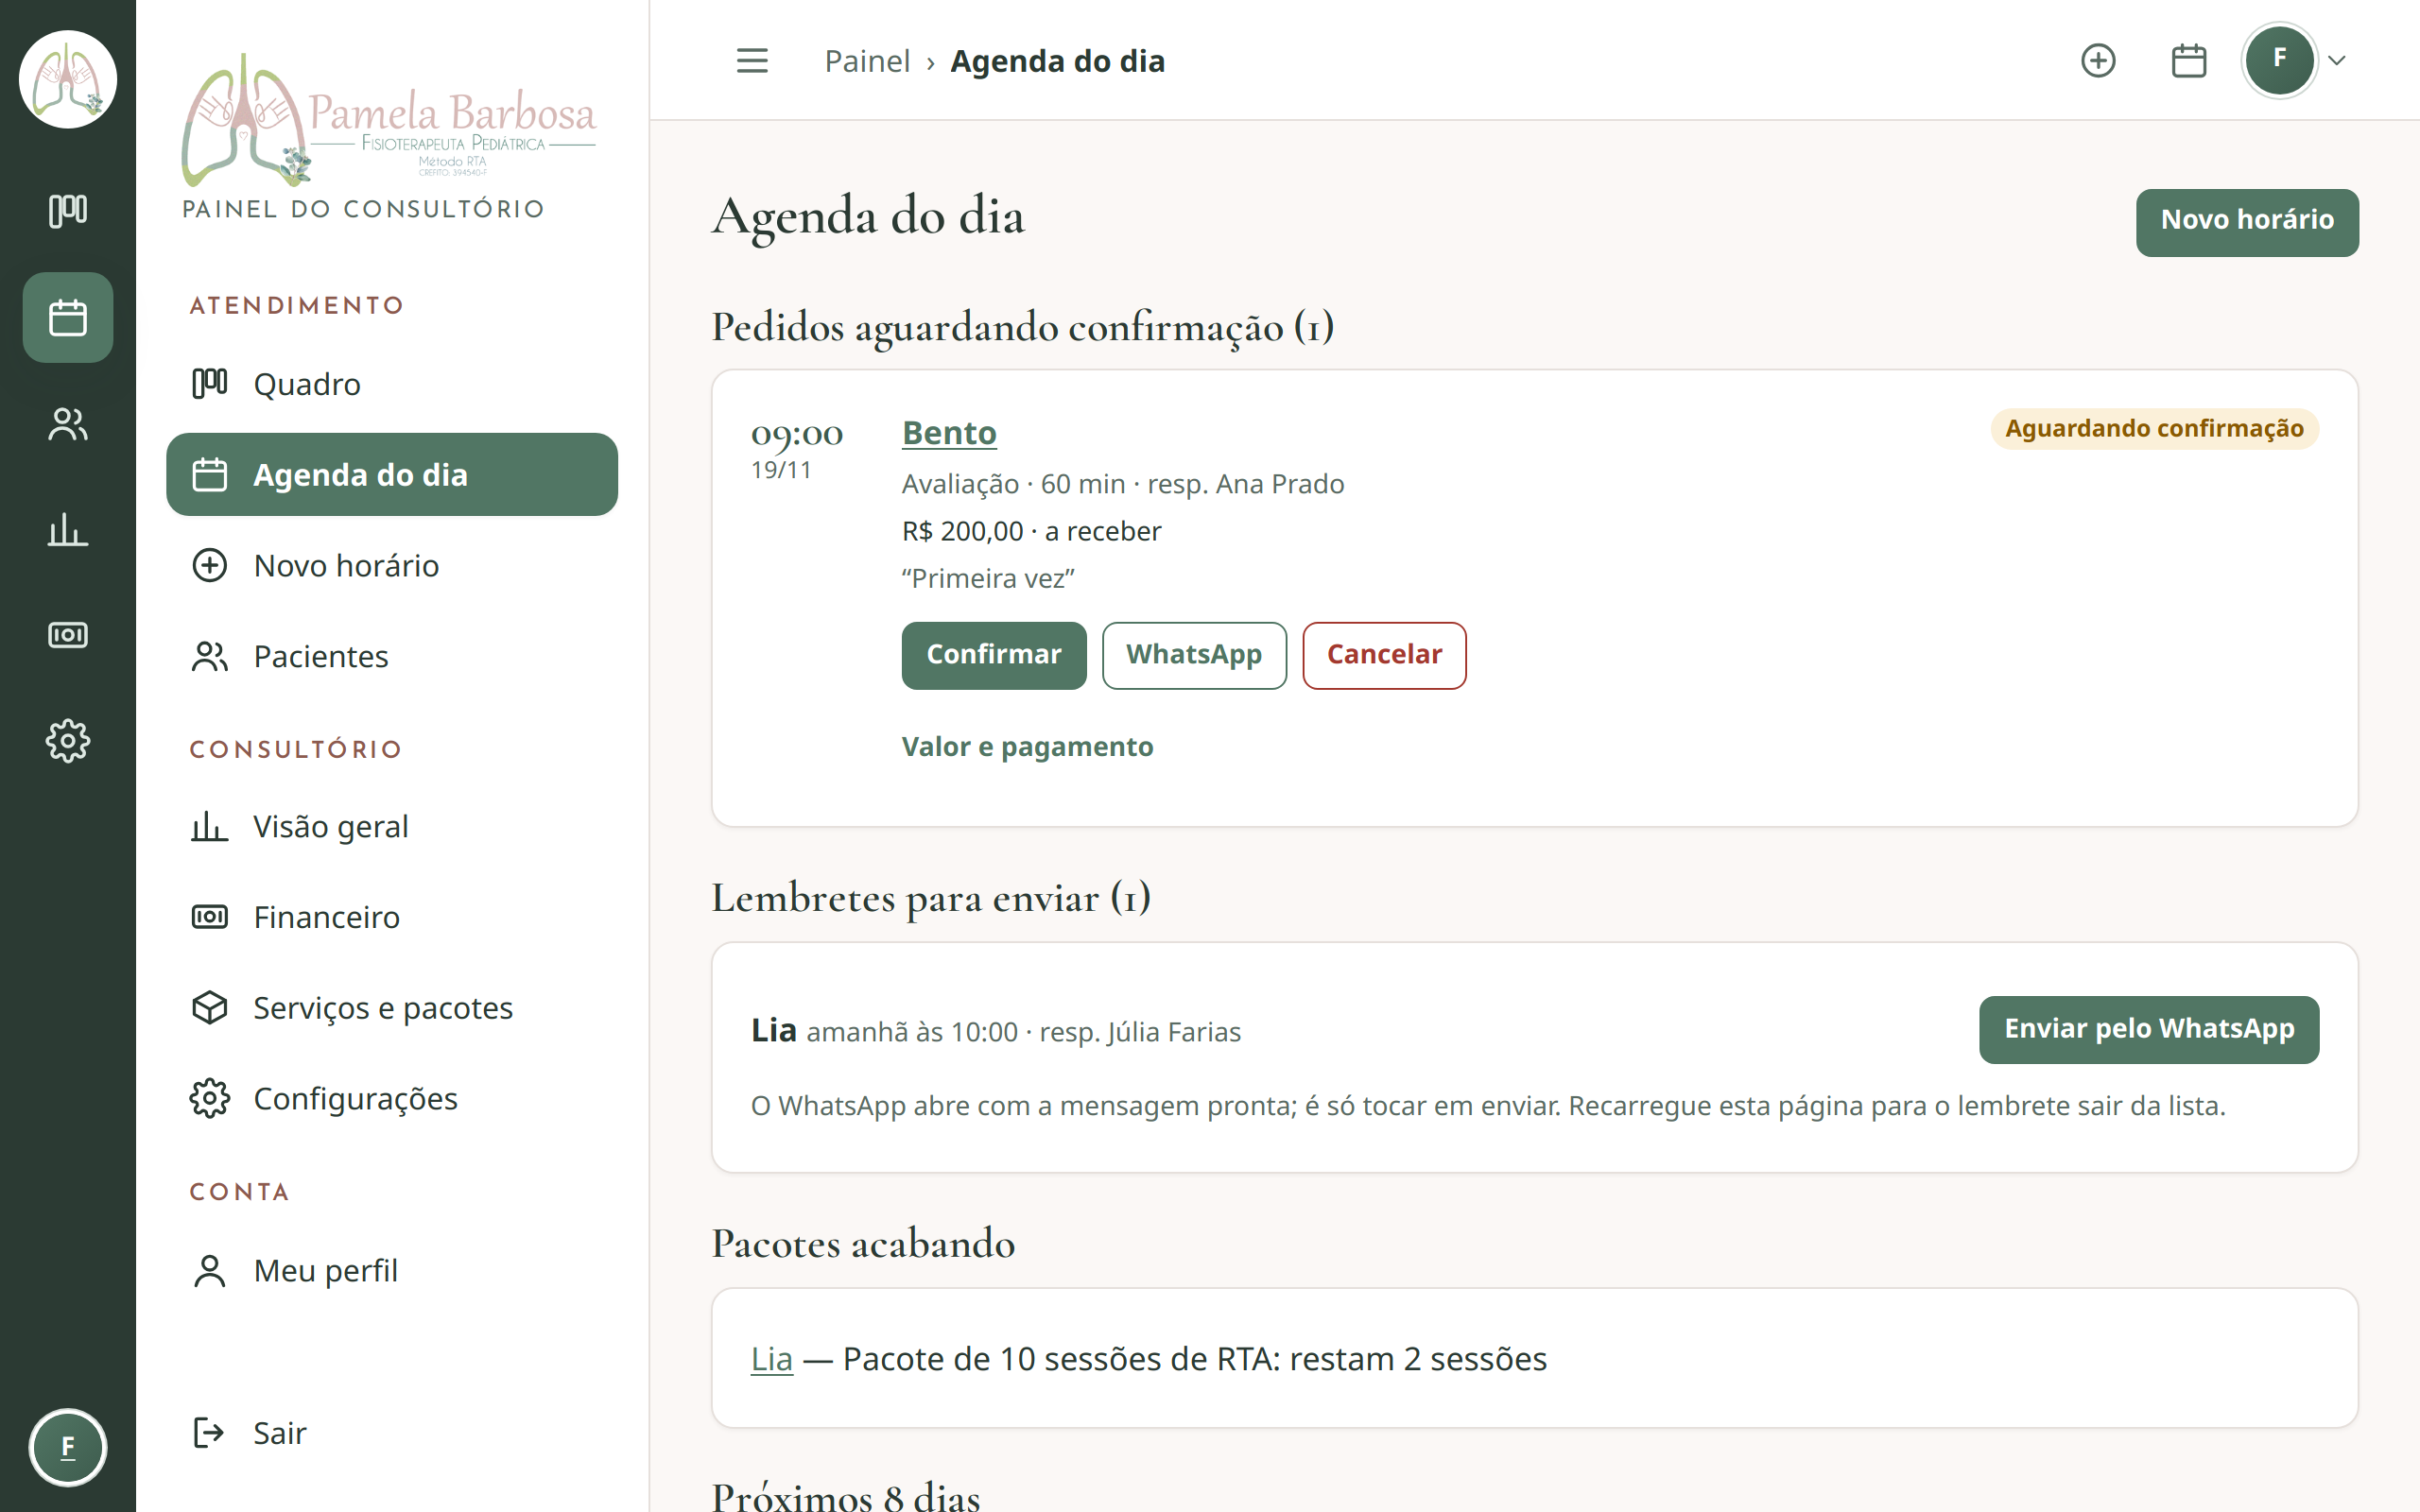 Pamela Barbosa
Fisioterapeuta Pediátrica
Método RTA
CREFITO: 394540-F
PAINEL DO CONSULTÓRIO
ATENDIMENTO
Quadro
Agenda do dia
Novo horário
Pacientes
CONSULTÓRIO
Visão geral
Financeiro
Serviços e pacotes
Configurações
CONTA
Meu perfil
Sair
F
Painel › Agenda do dia
F
Agenda do dia
Novo horário
Pedidos aguardando confirmação (1)
09:00
19/11
Bento
Aguardando confirmação
Avaliação · 60 min · resp. Ana Prado
R$ 200,00 · a receber
“Primeira vez”
Confirmar
WhatsApp
Cancelar
Valor e pagamento
Lembretes para enviar (1)
Lia amanhã às 10:00 · resp. Júlia Farias
Enviar pelo WhatsApp
O WhatsApp abre com a mensagem pronta; é só tocar em enviar. Recarregue esta página para o lembrete sair da lista.
Pacotes acabando
Lia — Pacote de 10 sessões de RTA: restam 2 sessões
Próximos 8 dias